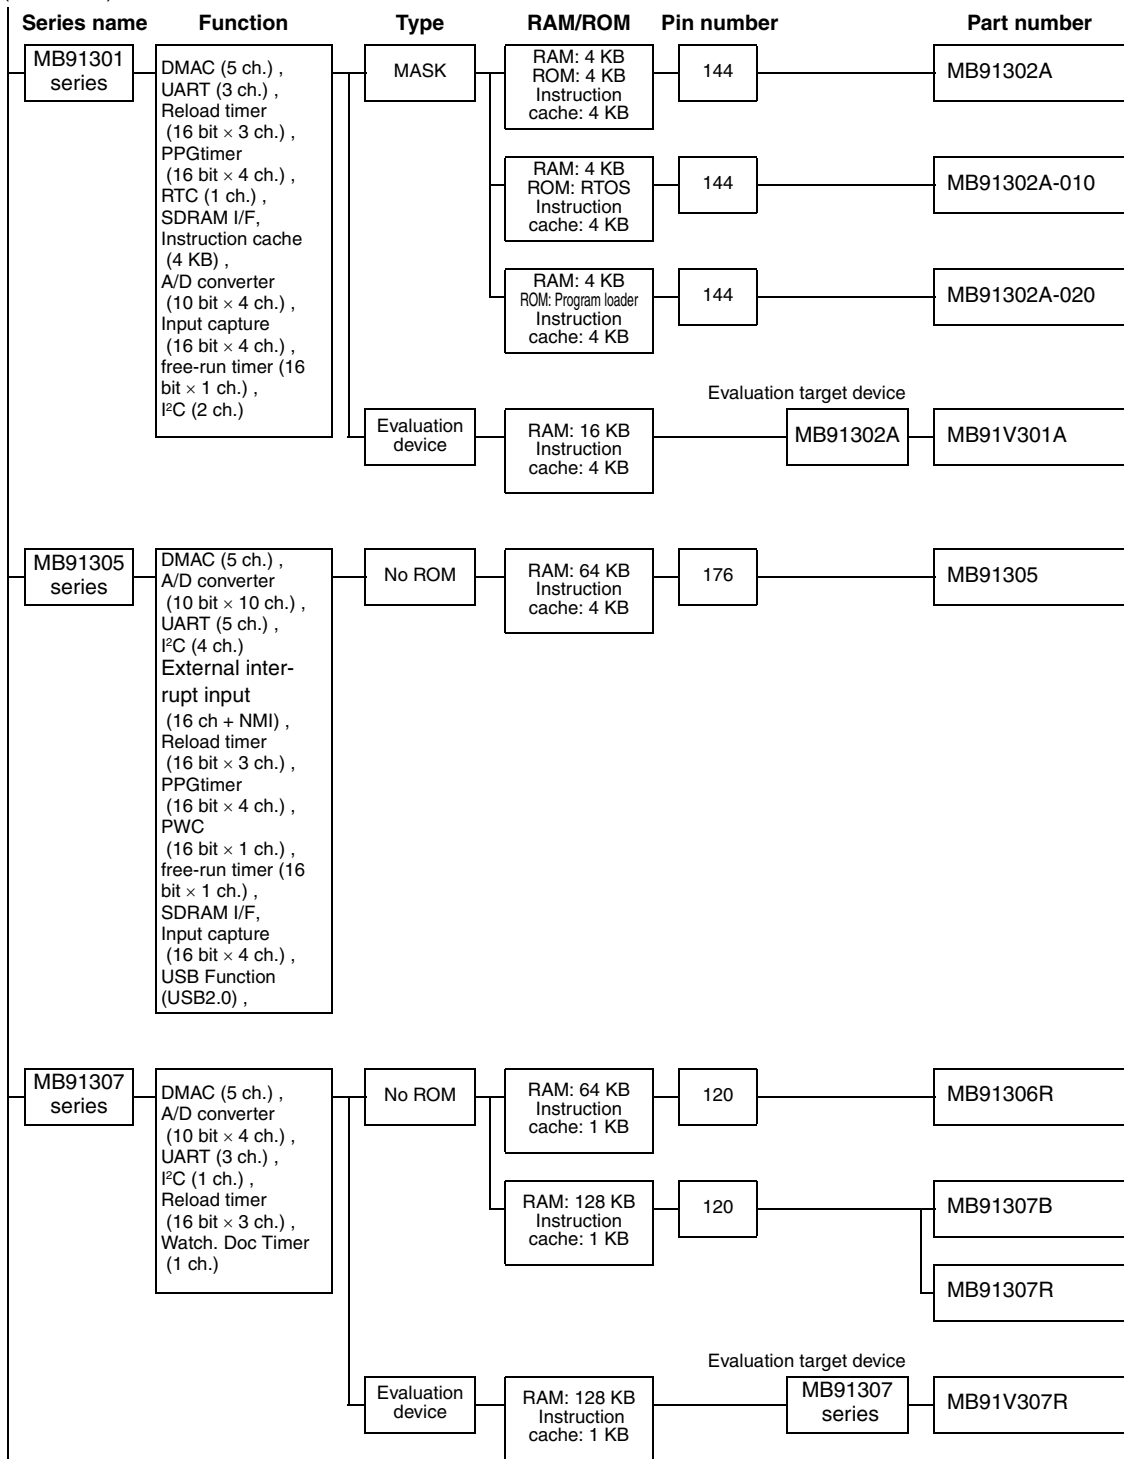 Series name Function Type RAM/ROM Pin number Part number
MB91301
series
DMAC (5 ch.) ,
UART (3 ch.) ,
Reload timer
(16 bit × 3 ch.) ,
PPGtimer
(16 bit × 4 ch.) ,
RTC (1 ch.) ,
SDRAM I/F,
Instruction cache
(4 KB) ,
A/D converter
(10 bit × 4 ch.) ,
Input capture
(16 bit × 4 ch.) ,
free-run timer (16
bit × 1 ch.) ,
I²C (2 ch.)
MASK
RAM: 4 KB
ROM: 4 KB
Instruction
cache: 4 KB
144
MB91302A
RAM: 4 KB
ROM: RTOS
Instruction
cache: 4 KB
144
MB91302A-010
RAM: 4 KB
ROM: Program loader
Instruction
cache: 4 KB
144
MB91302A-020
Evaluation
device
RAM: 16 KB
Instruction
cache: 4 KB
Evaluation target device
MB91302A
MB91V301A
MB91305
series
DMAC (5 ch.) ,
A/D converter
(10 bit × 10 ch.) ,
UART (5 ch.) ,
I²C (4 ch.)
External inter-
rupt input
(16 ch + NMI) ,
Reload timer
(16 bit × 3 ch.) ,
PPGtimer
(16 bit × 4 ch.) ,
PWC
(16 bit × 1 ch.) ,
free-run timer (16
bit × 1 ch.) ,
SDRAM I/F,
Input capture
(16 bit × 4 ch.) ,
USB Function
(USB2.0) ,
No ROM
RAM: 64 KB
Instruction
cache: 4 KB
176
MB91305
MB91307
series
DMAC (5 ch.) ,
A/D converter
(10 bit × 4 ch.) ,
UART (3 ch.) ,
I²C (1 ch.) ,
Reload timer
(16 bit × 3 ch.) ,
Watch. Doc Timer
(1 ch.)
No ROM
RAM: 64 KB
Instruction
cache: 1 KB
120
MB91306R
RAM: 128 KB
Instruction
cache: 1 KB
120
MB91307B
MB91307R
Evaluation
device
RAM: 128 KB
Instruction
cache: 1 KB
Evaluation target device
MB91307
series
MB91V307R